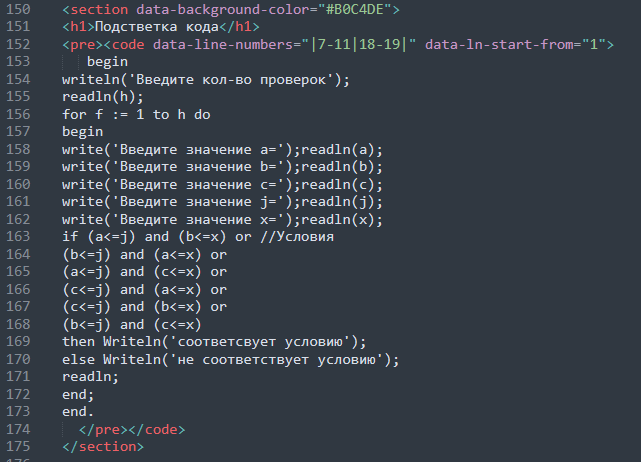 150 <section data-background-color="#B0C4DE">
151 <h1>Подстветка кода</h1>
152 <pre><code data-line-numbers="|7-11|18-19|" data-ln-start-from="1">
153 begin
154 writeln('Введите кол-во проверок');
155 readln(h);
156 for f := 1 to h do
157 begin
158 write('Введите значение a=');readln(a);
159 write('Введите значение b=');readln(b);
160 write('Введите значение c=');readln(c);
161 write('Введите значение j=');readln(j);
162 write('Введите значение x=');readln(x);
163 if (a<=j) and (b<=x) or //Условия
164 (b<=j) and (a<=x) or
165 (a<=j) and (c<=x) or
166 (c<=j) and (a<=x) or
167 (c<=j) and (b<=x) or
168 (b<=j) and (c<=x)
169 then Writeln('соответсвует условию');
170 else Writeln('не соответствует условию');
171 readln;
172 end;
173 end.
174 </pre></code>
175 </section>